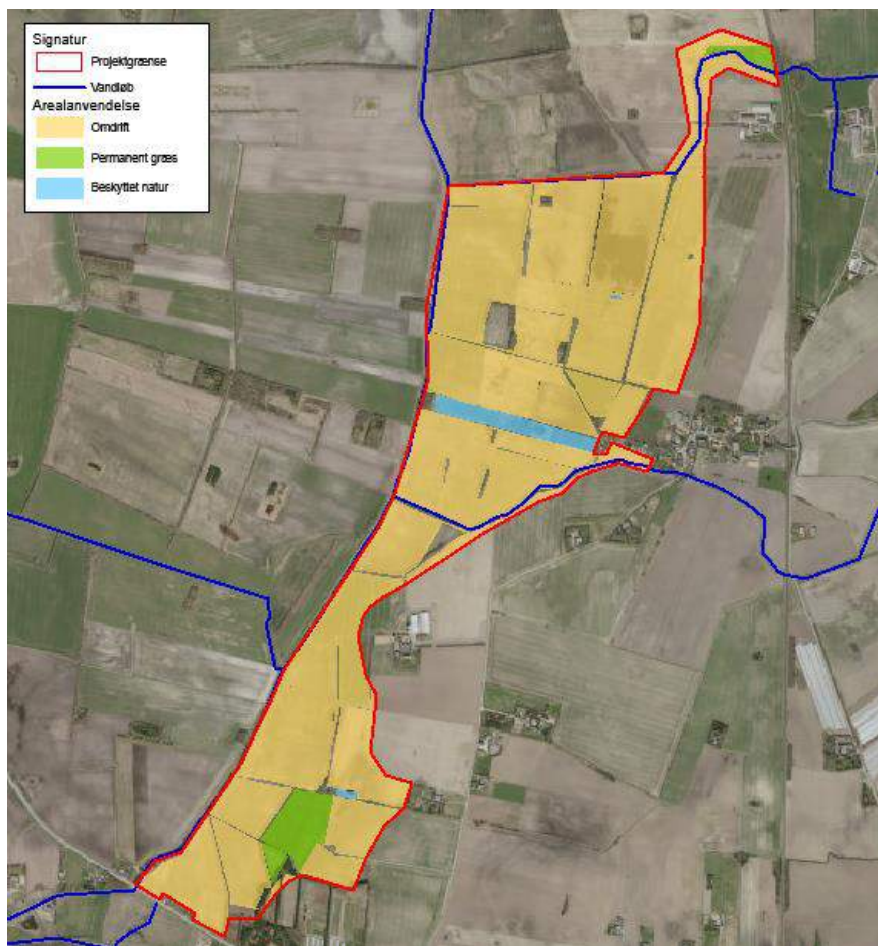 Signatur
Projektgrænse
Vandløb
Arealanvendelse
Omdrift
Permanent græs
Beskyttet natur